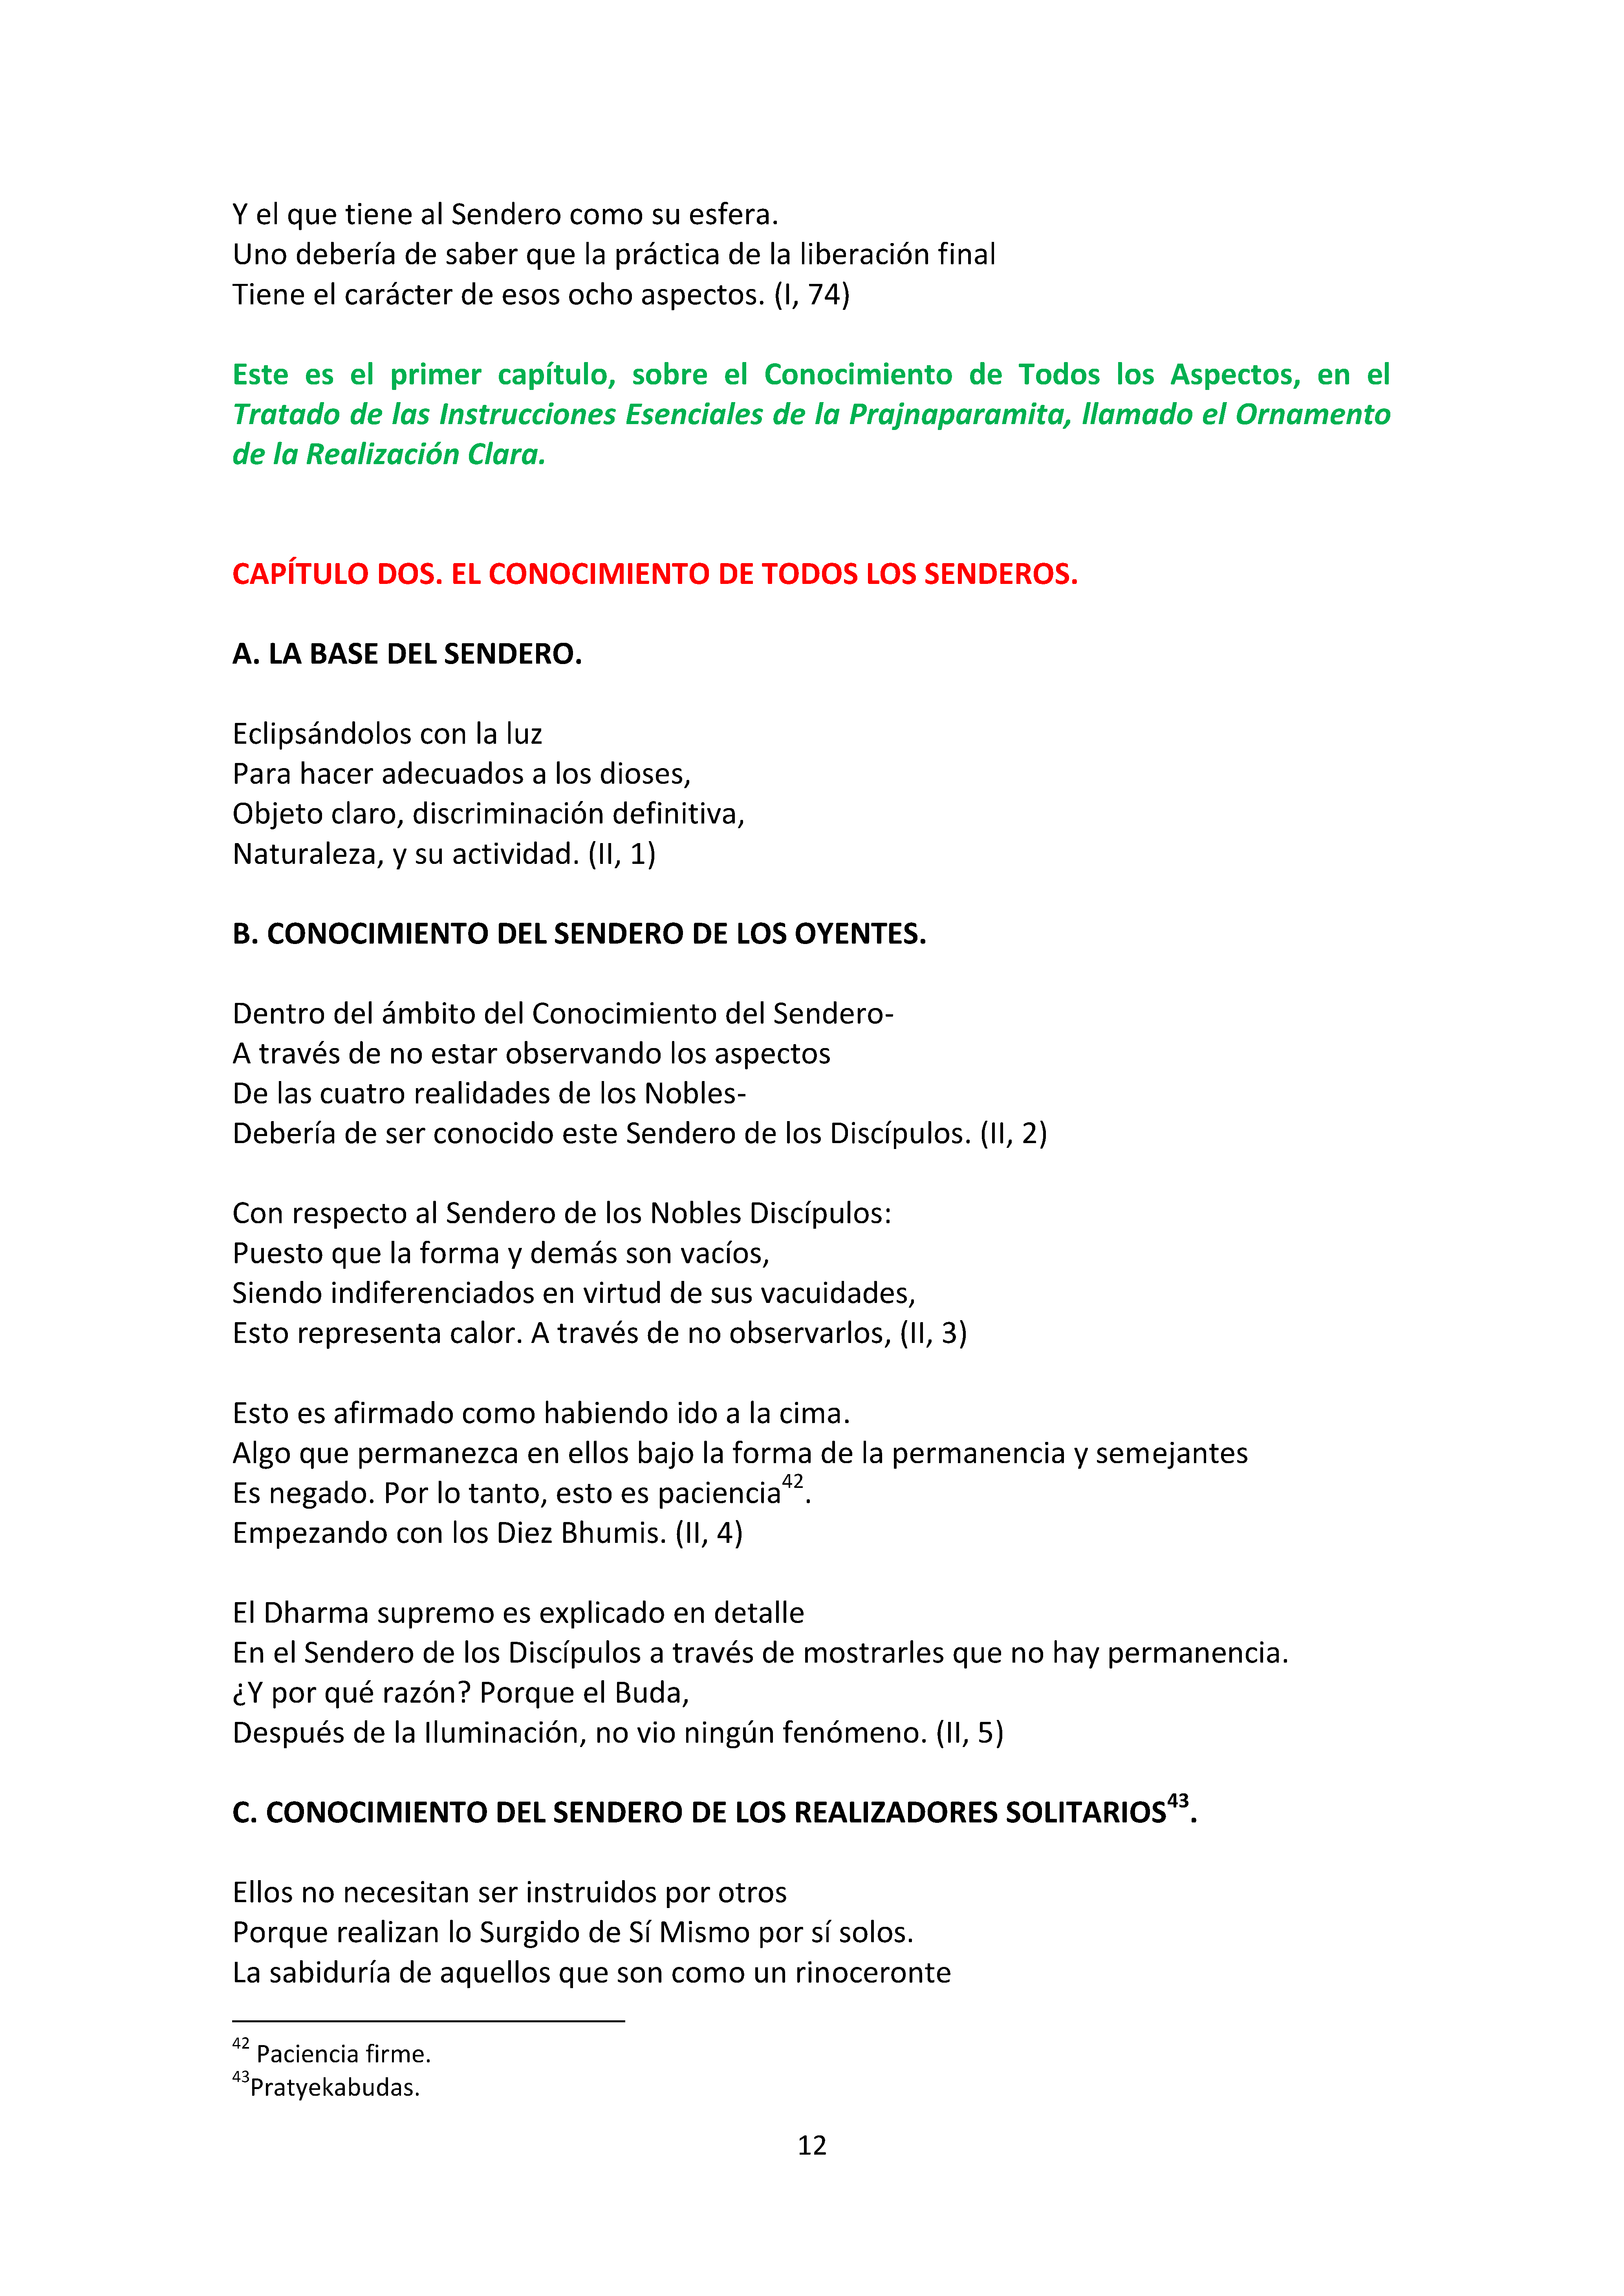 Y el que tiene al Sendero como su esfera.
Uno debería de saber que la práctica de la liberación final
Tiene el carácter de esos ocho aspectos. (I, 74)
Este es el primer capítulo, sobre el Conocimiento de Todos los Aspectos, en el
Tratado de las Instrucciones Esenciales de la Prajnaparamita, llamado el Ornamento
de la Realización Clara.
CAPÍTULO DOS. EL CONOCIMIENTO DE TODOS LOS SENDEROS.
A. LA BASE DEL SENDERO.
Eclipsándolos con la luz
Para hacer adecuados a los dioses,
Objeto claro, discriminación definitiva,
Naturaleza, y su actividad. (II, 1)
B. CONOCIMIENTO DEL SENDERO DE LOS OYENTES.
Dentro del ámbito del Conocimiento del Sendero-
A través de no estar observando los aspectos
De las cuatro realidades de los Nobles-
Debería de ser conocido este Sendero de los Discípulos. (II, 2)
Con respecto al Sendero de los Nobles Discípulos:
Puesto que la forma y demás son vacíos,
Siendo indiferenciados en virtud de sus vacuidades,
Esto representa calor. A través de no observarlos, (II, 3)
Esto es afirmado como habiendo ido a la cima.
Algo que permanezca en ellos bajo la forma de la permanencia y semejantes
Es negado. Por lo tanto, esto es paciencia42.
Empezando con los Diez Bhumis. (II, 4)
El Dharma supremo es explicado en detalle
En el Sendero de los Discípulos a través de mostrarles que no hay permanencia.
¿Y por qué razón? Porque el Buda,
Después de la Iluminación, no vio ningún fenómeno. (II, 5)
C. CONOCIMIENTO DEL SENDERO DE LOS REALIZADORES SOLITARIOS43.
Ellos no necesitan ser instruidos por otros
Porque realizan lo Surgido de Sí Mismo por sí solos.
La sabiduría de aquellos que son como un rinoceronte
42 Paciencia firme.
43Pratyekabudas.
12